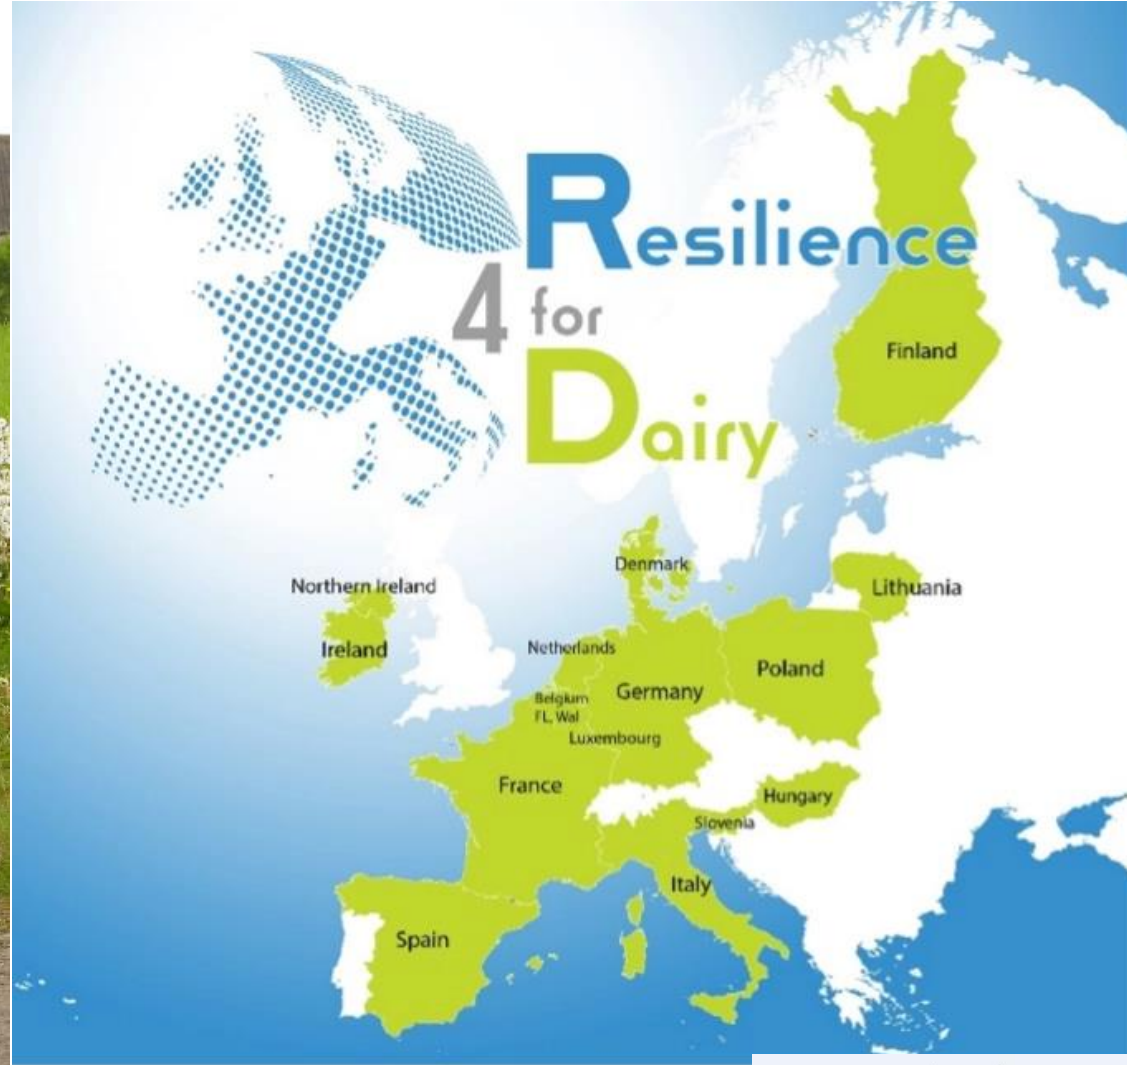 Resilience
4 for
Dairy
Finland
Denmark
Northern Ireland
Lithuania
Ireland
Netherlands
Poland
Germany
Belgium
FL, Wal
Luxembourg
France
Hungary
Slovenia
Italy
Spain